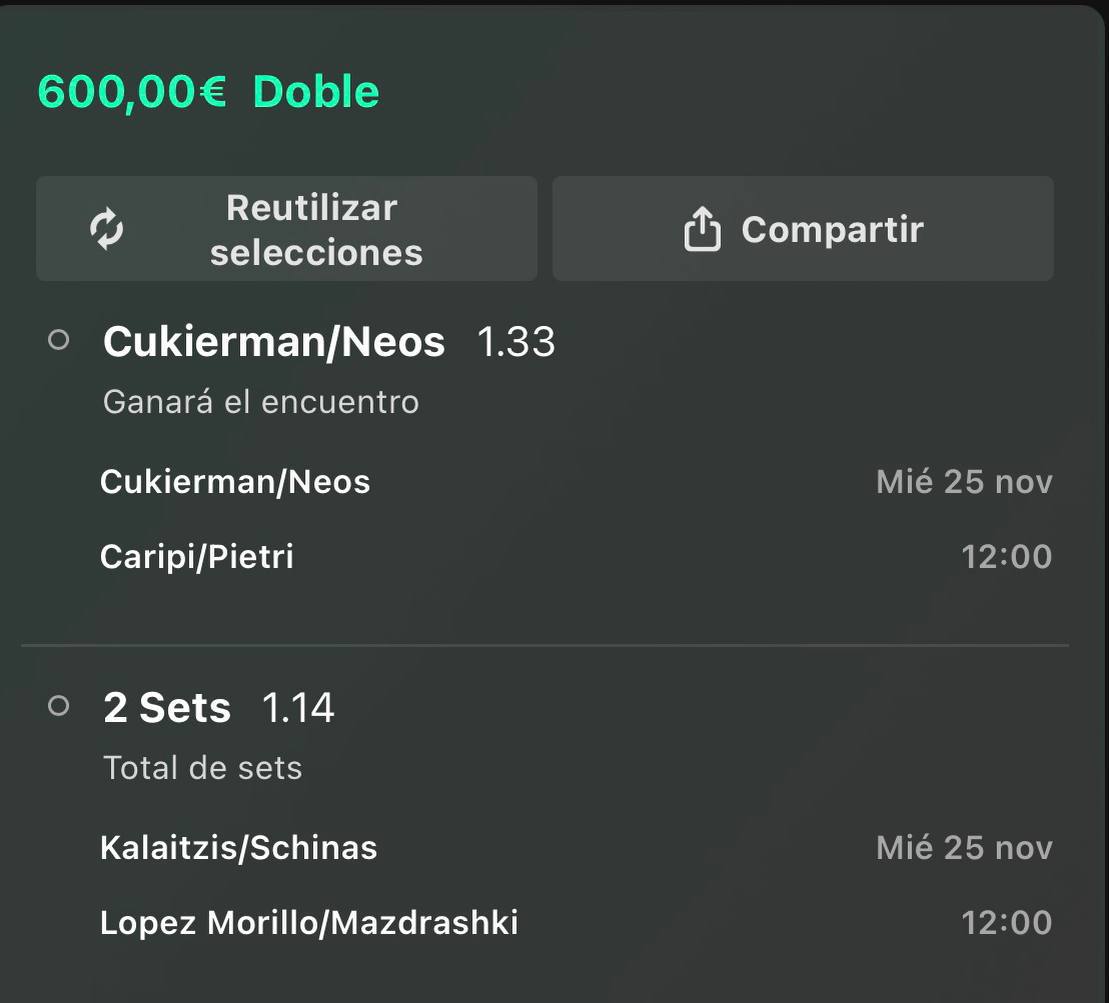 600,00€ Doble
Reutilizar
selecciones
Compartir
Cukierman/Neos 1.33
Ganará el encuentro
Cukierman/Neos Mié 25 nov
Caripi/Pietri 12:00
2 Sets 1.14
Total de sets
Kalaitzis/Schinas Mié 25 nov
Lopez Morillo/Mazdrashki 12:00